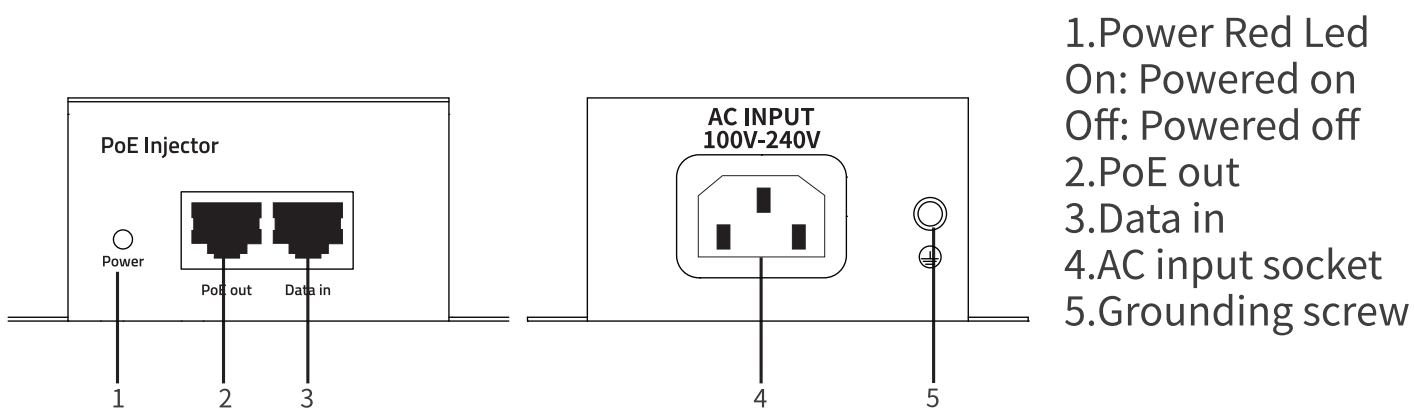 PoE Injector
Power
PoE out
Data in
1
2
3
AC INPUT
100V-240V
4
5
1.Power Red Led
On: Powered on
Off: Powered off
2.PoE out
3.Data in
4.AC input socket
5.Grounding screw